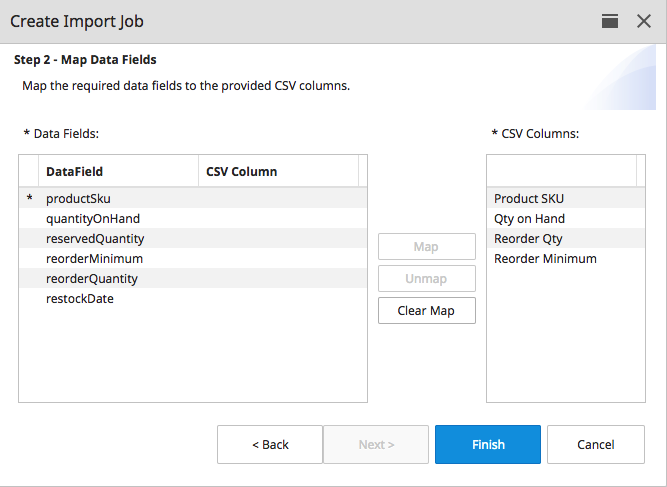 Create Import Job
Step 2 - Map Data Fields
Map the required data fields to the provided CSV columns.
* Data Fields:
* CSV Columns:
DataField CSV Column
* productSku
quantityOnHand
reservedQuantity
reorderMinimum
reorderQuantity
restockDate
Map
Unmap
Clear Map
Product SKU
Qty on Hand
Reorder Qty
Reorder Minimum
< Back Next > Finish Cancel